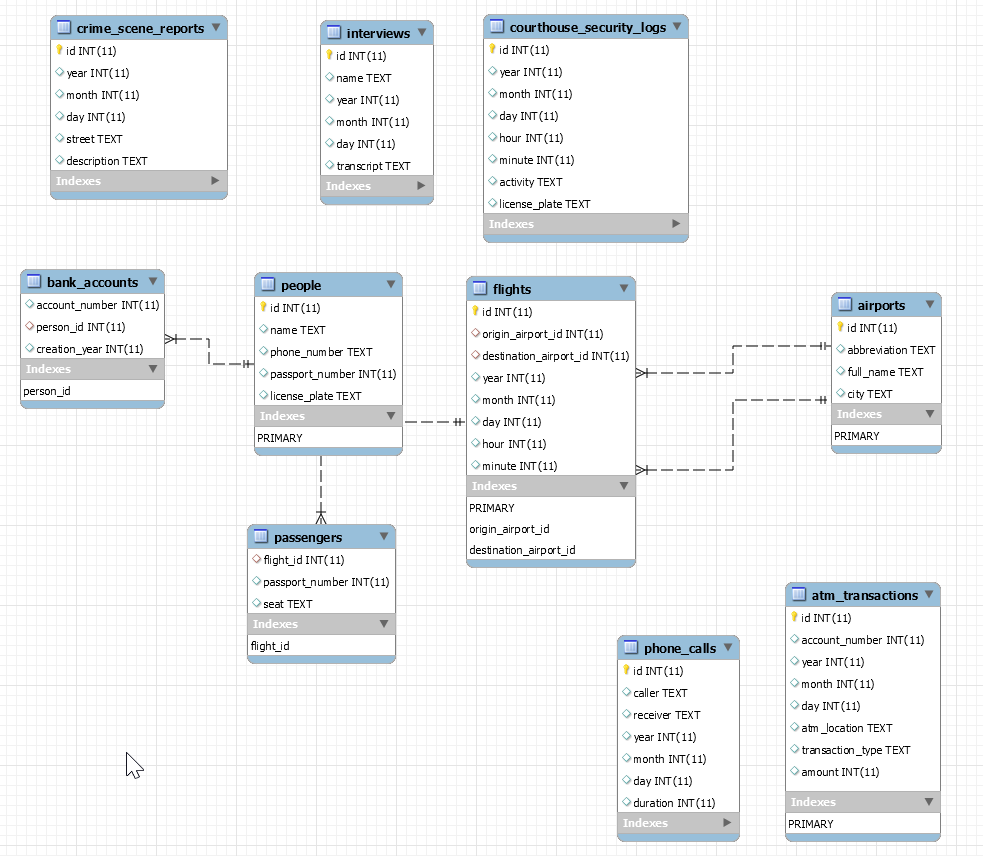 crime_scene_reports
id INT(11)
year INT(11)
month INT(11)
day INT(11)
street TEXT
description TEXT
Indexes
interviews
id INT(11)
name TEXT
year INT(11)
month INT(11)
day INT(11)
transcript TEXT
Indexes
courthouse_security_logs
id INT(11)
year INT(11)
month INT(11)
day INT(11)
hour INT(11)
minute INT(11)
activity TEXT
license_plate TEXT
Indexes
bank_accounts
account_number INT(11)
person_id INT(11)
creation_year INT(11)
Indexes
person_id
people
id INT(11)
name TEXT
phone_number TEXT
passport_number INT(11)
license_plate TEXT
Indexes
PRIMARY
flights
id INT(11)
origin_airport_id INT(11)
destination_airport_id INT(11)
year INT(11)
month INT(11)
day INT(11)
hour INT(11)
minute INT(11)
Indexes
PRIMARY
origin_airport_id
destination_airport_id
airports
id INT(11)
abbreviation TEXT
full_name TEXT
city TEXT
Indexes
PRIMARY
passengers
flight_id INT(11)
passport_number INT(11)
seat TEXT
Indexes
flight_id
phone_calls
id INT(11)
caller TEXT
receiver TEXT
year INT(11)
month INT(11)
day INT(11)
duration INT(11)
Indexes
atm_transactions
id INT(11)
account_number INT(11)
year INT(11)
month INT(11)
day INT(11)
atm_location TEXT
transaction_type TEXT
amount INT(11)
Indexes
PRIMARY